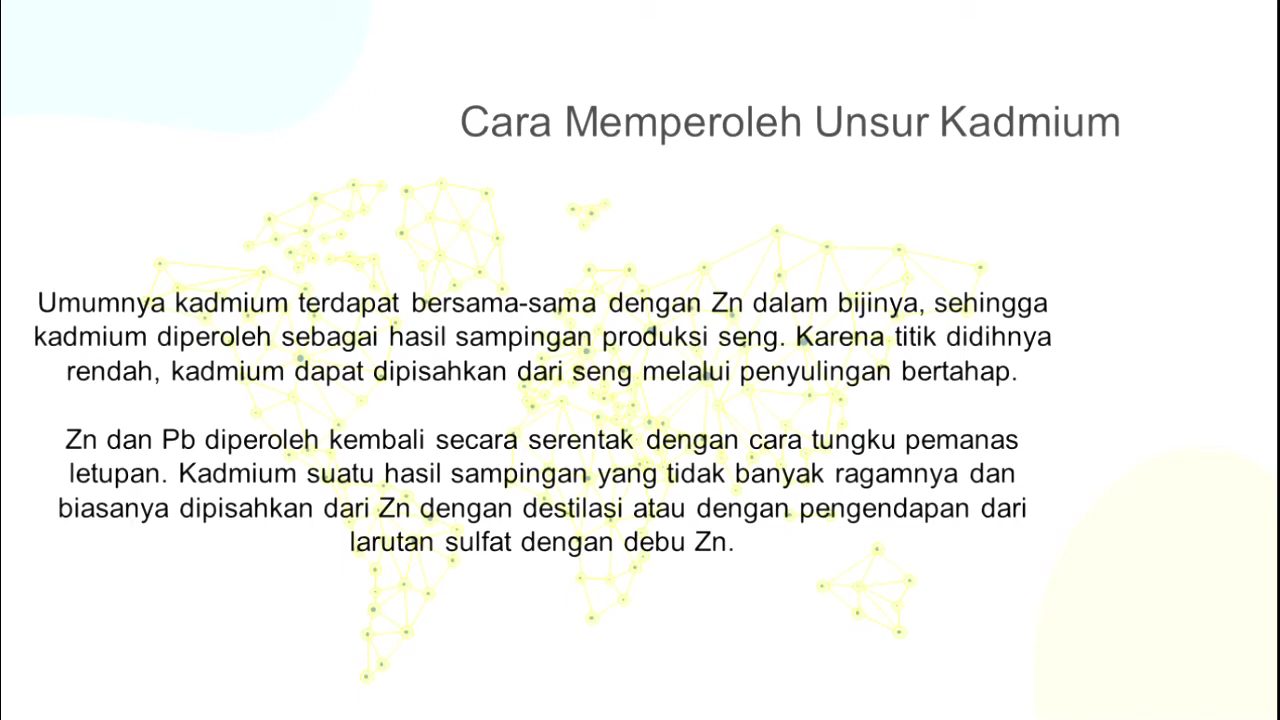 Cara Memperoleh Unsur Kadmium
Umumnya kadmium terdapat bersama-sama dengan Zn dalam bijinya, sehingga
kadmium diperoleh sebagai hasil sampingan produksi seng. Karena titik didihnya
rendah, kadmium dapat dipisahkan dari seng melalui penyulingan bertahap.
Zn dan Pb diperoleh kembali secara serentak dengan cara tungku pemanas
letupan. Kadmium suatu hasil sampingan yang tidak banyak ragamnya dan
biasanya dipisahkan dari Zn dengan destilasi atau dengan pengendapan dari
larutan sulfat dengan debu Zn.